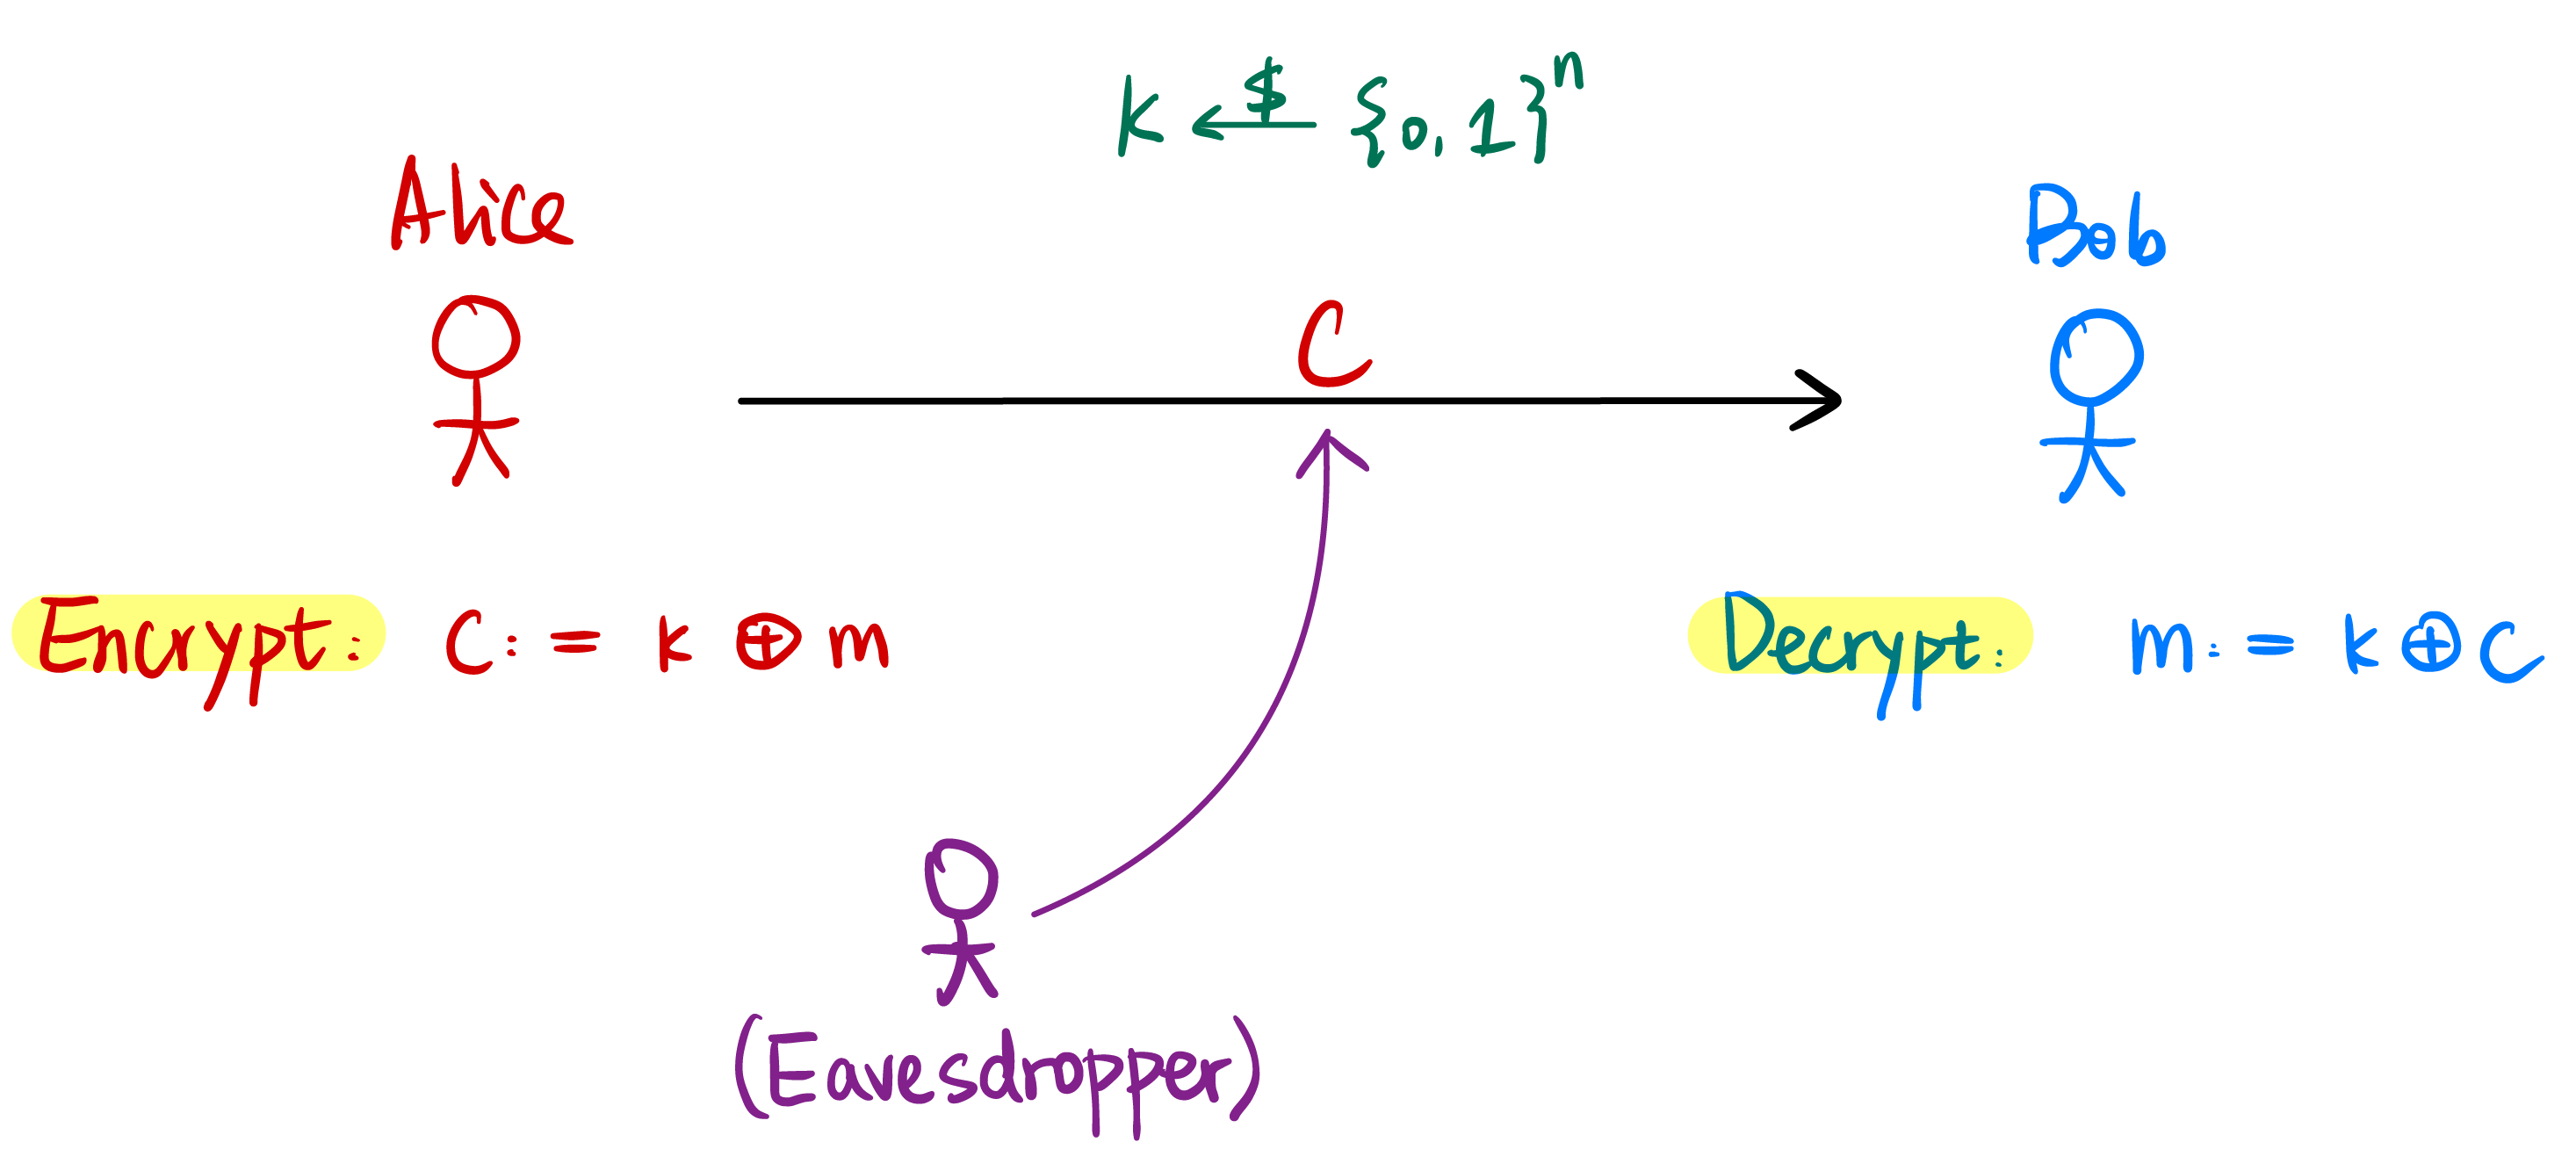 k ←$ {0,1}ⁿ
Alice
Bob
C
Encrypt: C := k ⊕ m
Decrypt: m := k ⊕ C
(Eavesdropper)